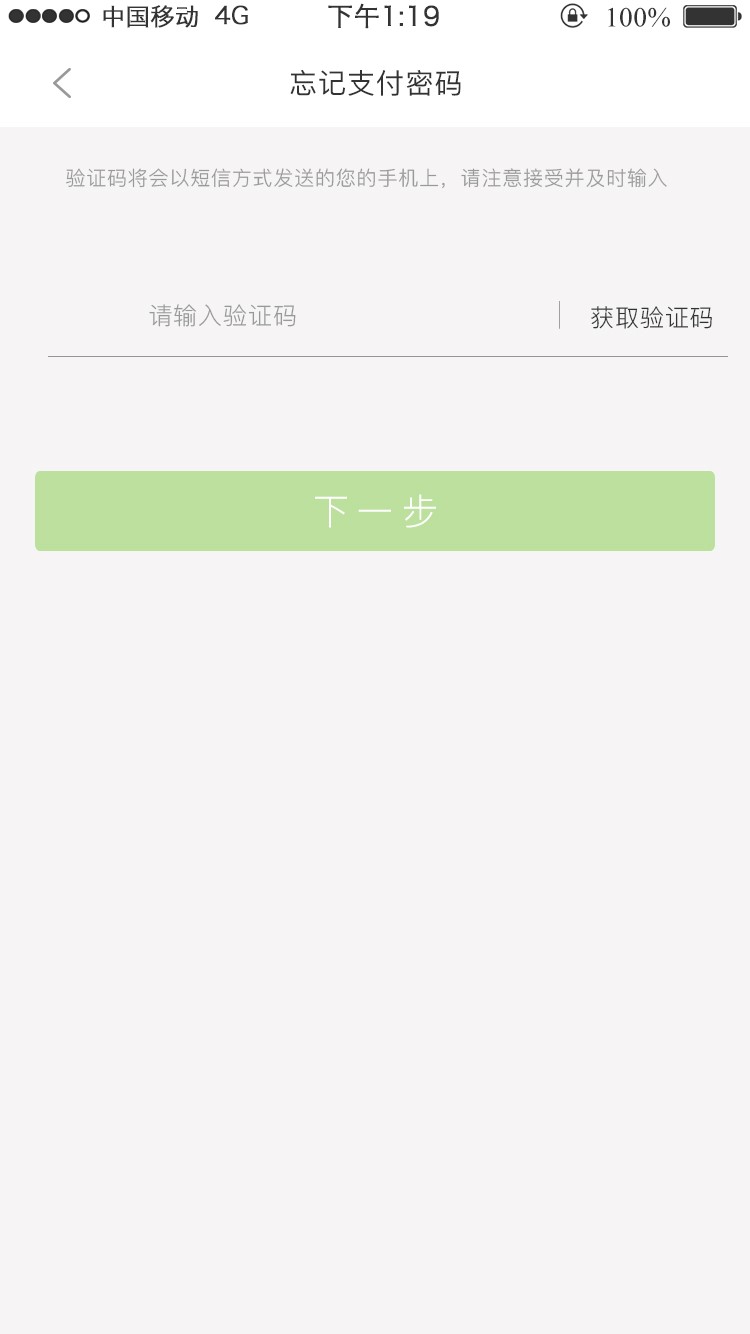 中国移动 4G 下午1:19 100%
忘记支付密码
验证码将会以短信方式发送的您的手机上，请注意接受并及时输入
请输入验证码 获取验证码
下一步